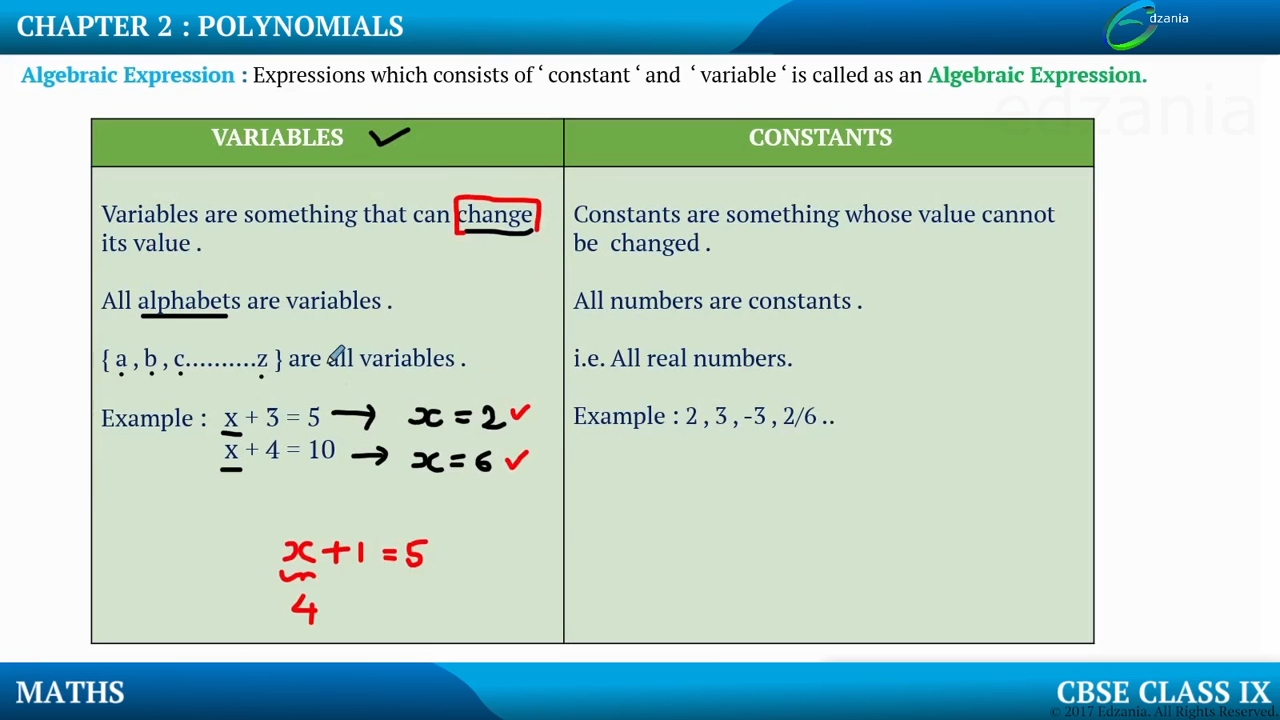 CHAPTER 2 : POLYNOMIALS
dzania
Algebraic Expression : Expressions which consists of ‘ constant ‘ and ‘ variable ‘ is called as an Algebraic Expression.
edzania
VARIABLES
CONSTANTS
Variables are something that can change
its value .
All alphabets are variables .
{ a , b , c..........z } are all variables .
Example : x + 3 = 5 → x = 2 ✓
x + 4 = 10 → x = 6 ✓
x + 1 = 5
4
Constants are something whose value cannot
be changed .
All numbers are constants .
i.e. All real numbers.
Example : 2 , 3 , -3 , 2/6 ..
MATHS
CBSE CLASS IX
© 2017 Edzania. All Rights Reserved.